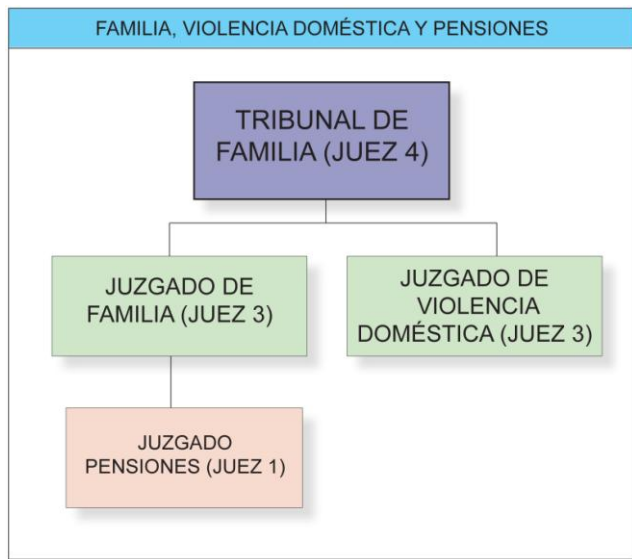 FAMILIA, VIOLENCIA DOMÉSTICA Y PENSIONES
TRIBUNAL DE
FAMILIA (JUEZ 4)
JUZGADO DE
FAMILIA (JUEZ 3)
JUZGADO DE
VIOLENCIA
DOMÉSTICA (JUEZ 3)
JUZGADO
PENSIONES (JUEZ 1)